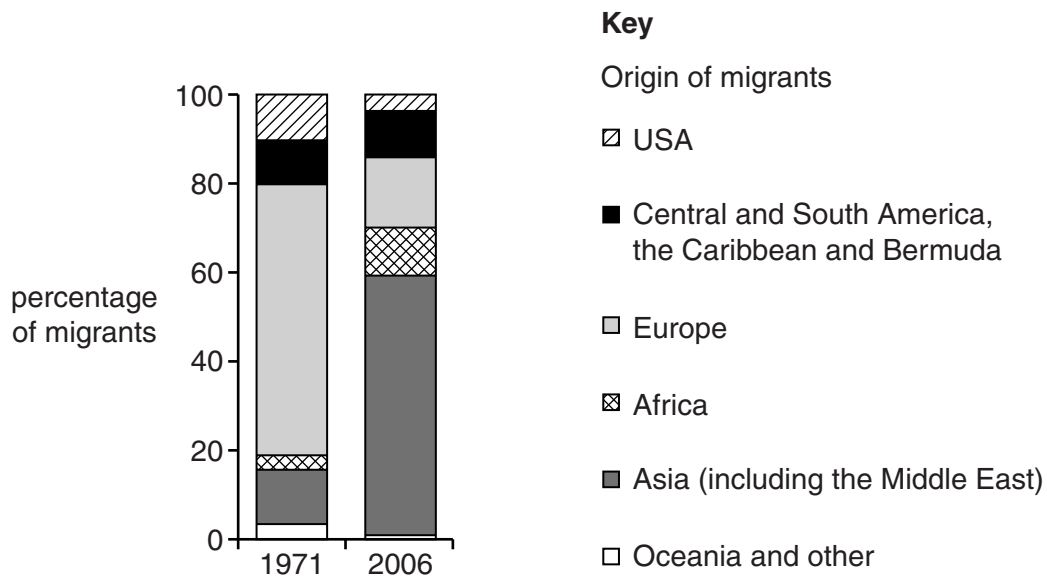 Key
Origin of migrants
USA
Central and South America,
the Caribbean and Bermuda
Europe
Africa
Asia (including the Middle East)
Oceania and other
percentage
of migrants
100
80
60
40
20
0
1971 2006